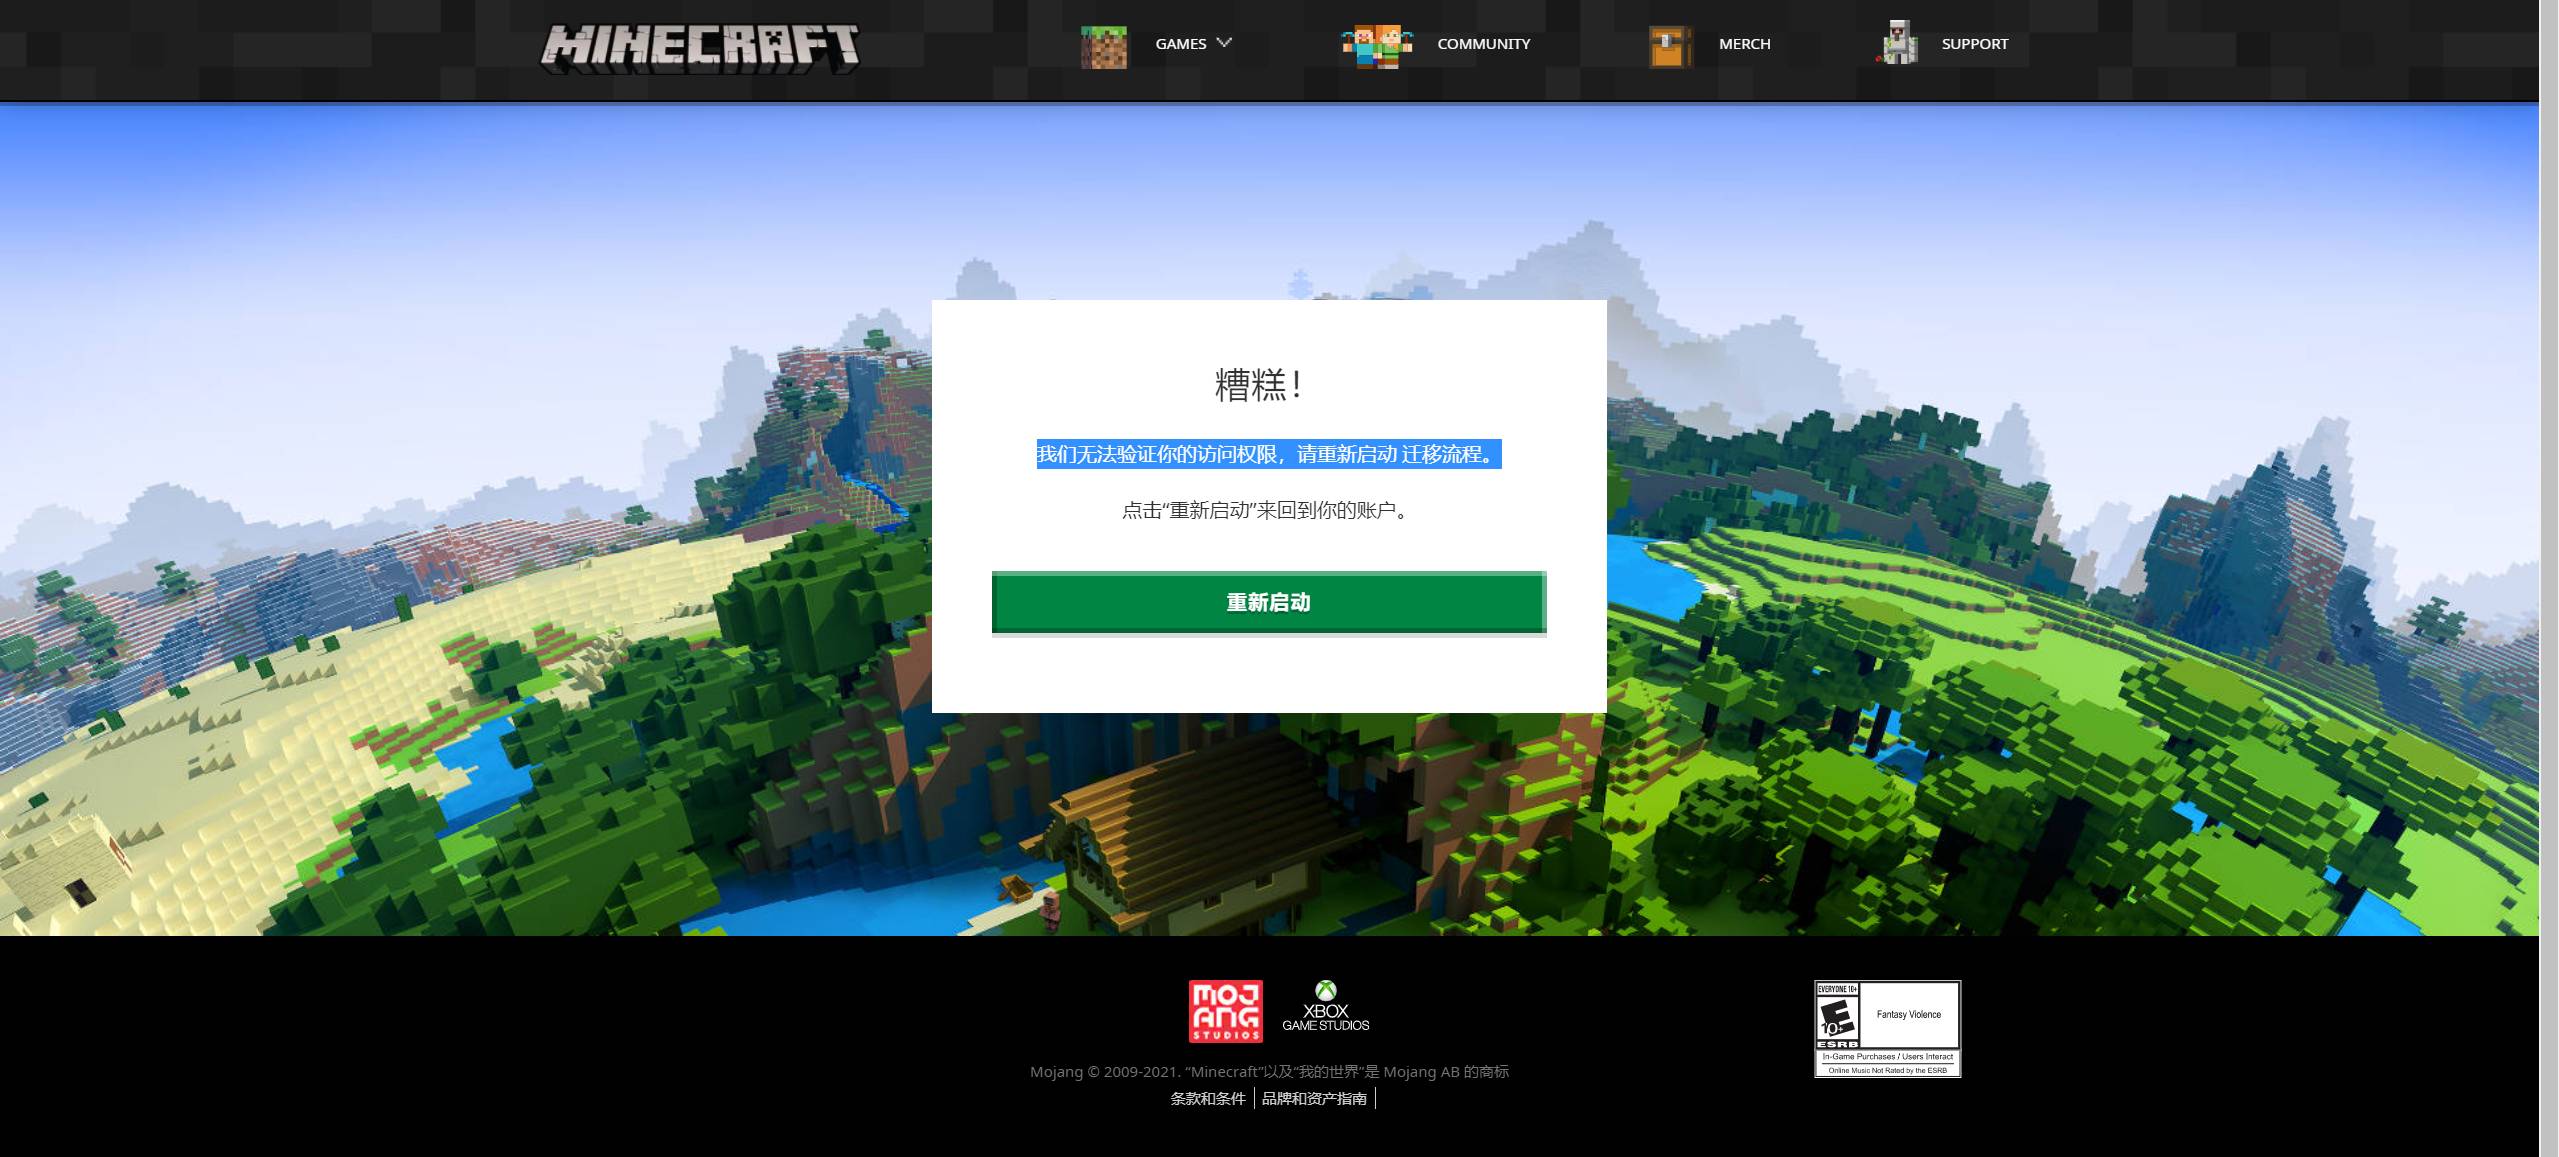 MINECRAFT
GAMES
COMMUNITY
MERCH
SUPPORT
糟糕！
我们无法验证你的访问权限，请重新启动 迁移流程。
点击“重新启动”来回到你的账户。
重新启动
MOJANG STUDIOS
XBOX
GAME STUDIOS
EVERYONE 10+
E
10+
ESRB
Fantasy Violence
In-Game Purchases / Users Interact
Online Music Not Rated by the ESRB
Mojang © 2009-2021. “Minecraft”以及“我的世界”是 Mojang AB 的商标
条款和条件
品牌和资产指南